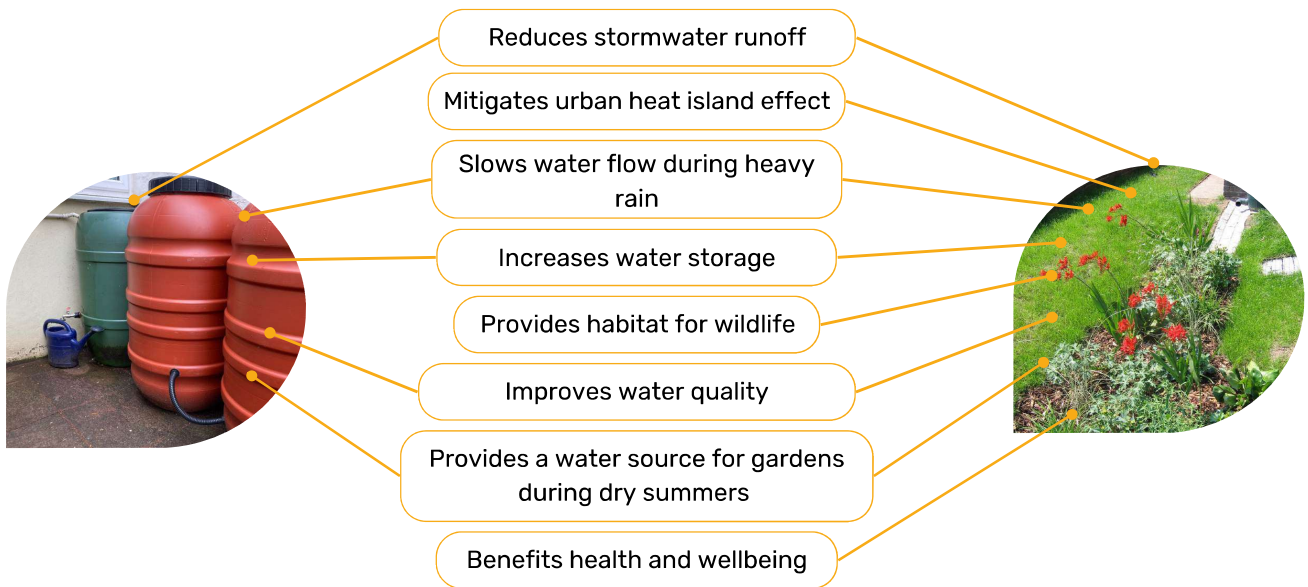 Reduces stormwater runoff
Mitigates urban heat island effect
Slows water flow during heavy
rain
Increases water storage
Provides habitat for wildlife
Improves water quality
Provides a water source for gardens
during dry summers
Benefits health and wellbeing